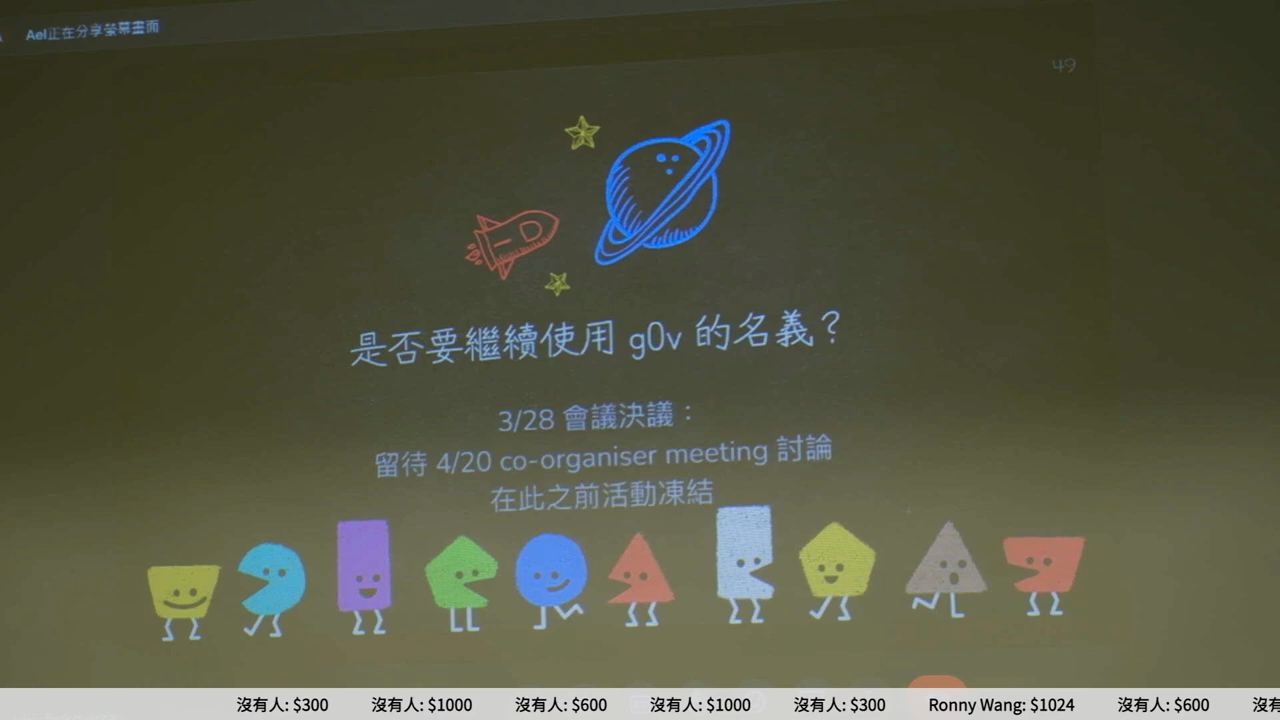 Ael正在分享螢幕畫面
49
是否要繼續使用 g0v 的名義？
3/28 會議決議：
留待 4/20 co-organiser meeting 討論
在此之前活動凍結
沒有人: $300 沒有人: $1000 沒有人: $600 沒有人: $1000 沒有人: $300 Ronny Wang: $1024 沒有人: $600 沒有